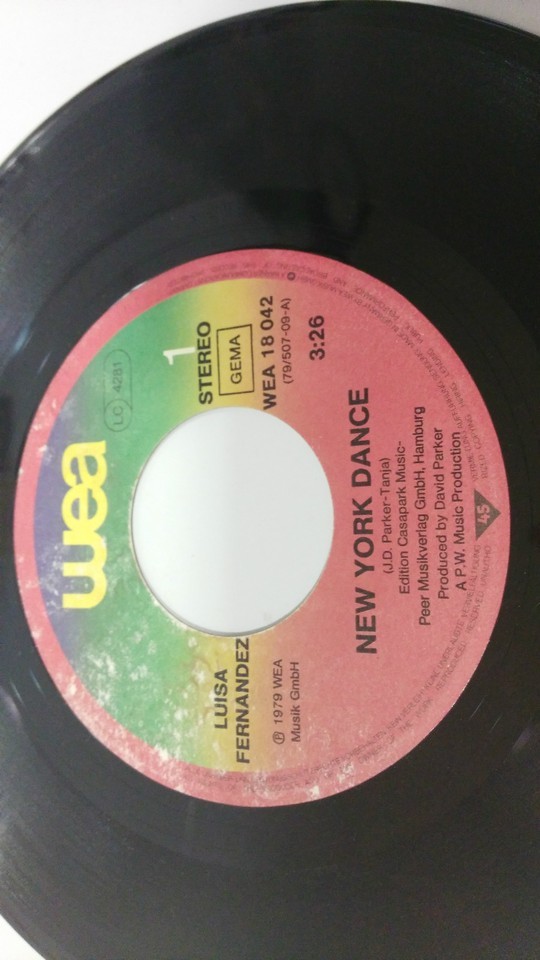 wea
LC 4281
1
STEREO
GEMA
WEA 18 042
(79/507-09-A)
3:26
LUISA
FERNANDEZ
℗ 1979 WEA
Musik GmbH
NEW YORK DANCE
(J.D. Parker-Tanja)
Edition Casapark Music-
Peer Musikverlag GmbH, Hamburg
Produced by David Parker
A P.W. Music Production
45